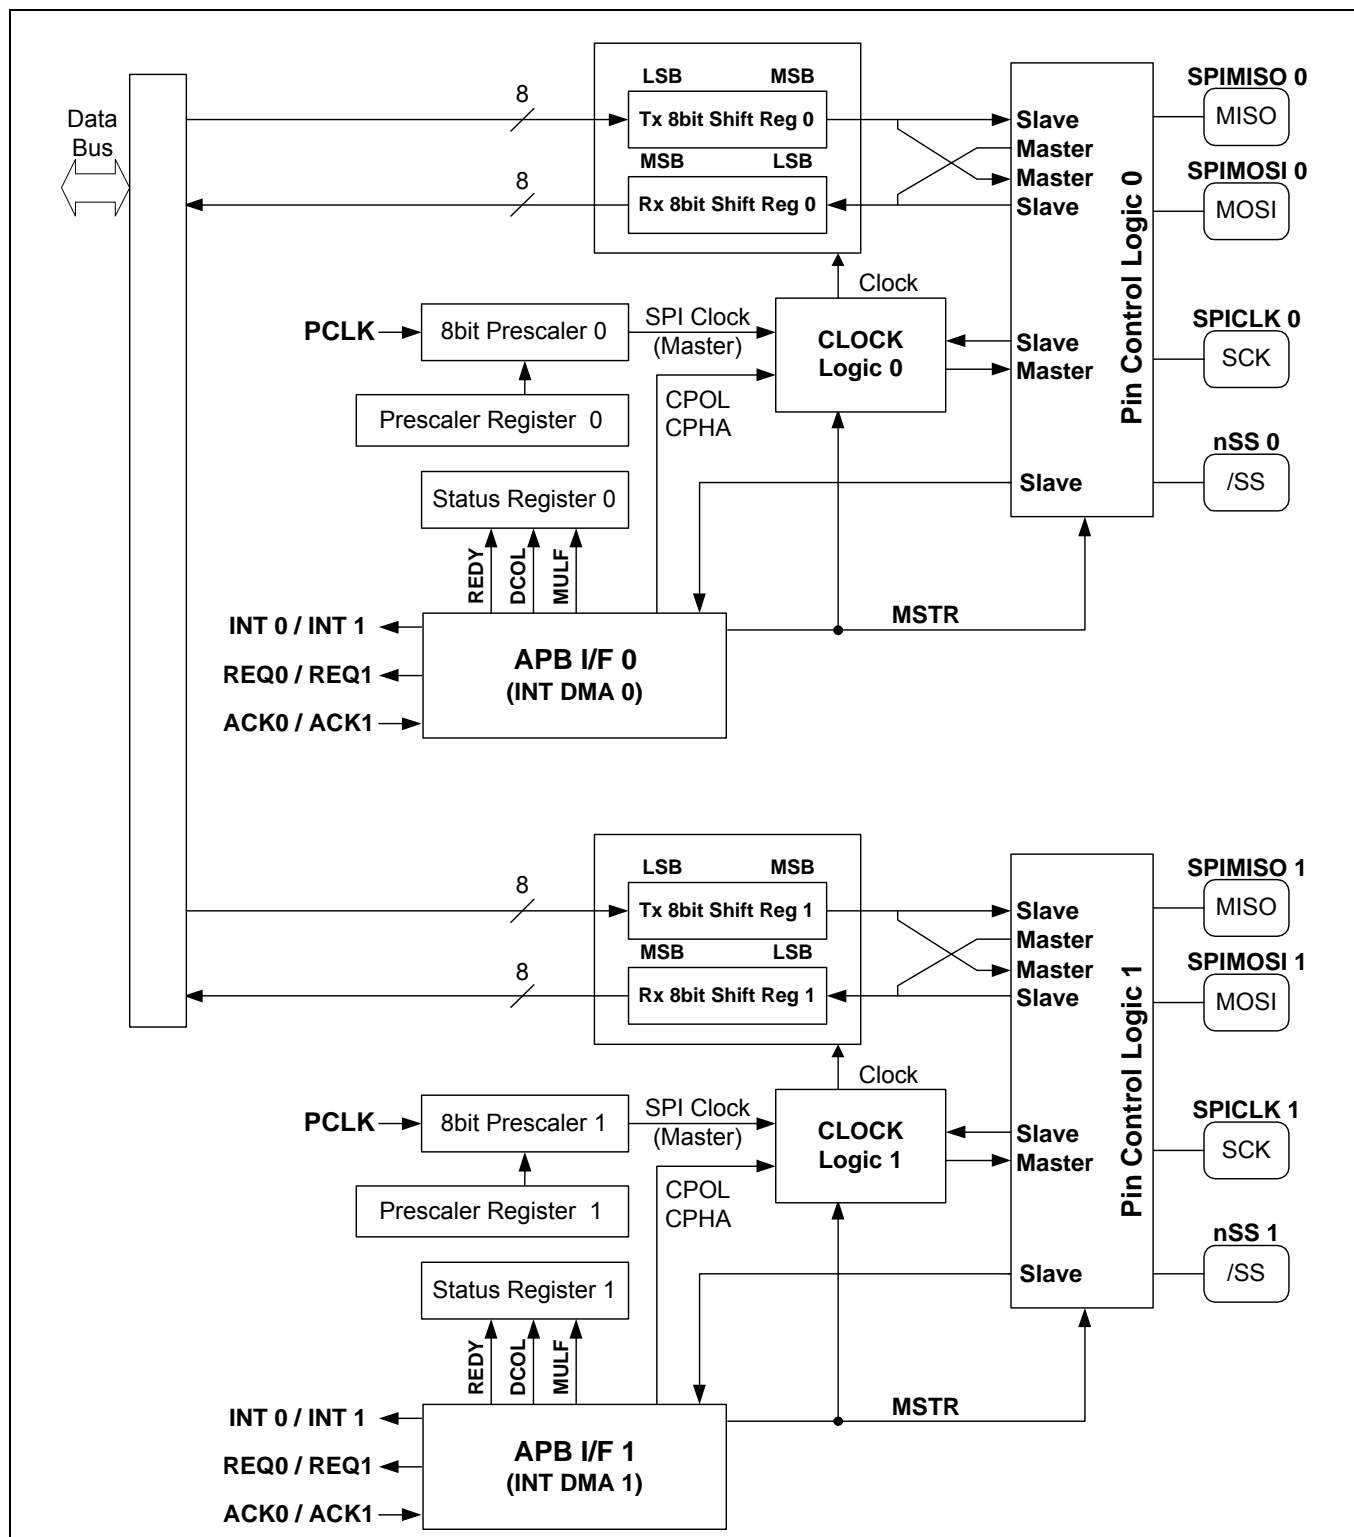 LSB MSB
SPIMISO 0
8
Data
Bus
Tx 8bit Shift Reg 0
Slave
MISO
Master
MSB LSB
Master
SPIMOSI 0
8
Rx 8bit Shift Reg 0
Slave
MOSI
Pin Control Logic 0
Clock
PCLK
8bit Prescaler 0
SPI Clock
(Master)
CLOCK
Logic 0
Slave
Master
SPICLK 0
SCK
Prescaler Register 0
CPOL
CPHA
nSS 0
Status Register 0
Slave
/SS
REDY
DCOL
MULF
INT 0 / INT 1
MSTR
REQ0 / REQ1
APB I/F 0
(INT DMA 0)
ACK0 / ACK1
LSB MSB
SPIMISO 1
8
Tx 8bit Shift Reg 1
Slave
MISO
Master
MSB LSB
Master
SPIMOSI 1
8
Rx 8bit Shift Reg 1
Slave
MOSI
Pin Control Logic 1
Clock
PCLK
8bit Prescaler 1
SPI Clock
(Master)
CLOCK
Logic 1
Slave
Master
SPICLK 1
SCK
Prescaler Register 1
CPOL
CPHA
nSS 1
Status Register 1
Slave
/SS
REDY
DCOL
MULF
INT 0 / INT 1
MSTR
REQ0 / REQ1
APB I/F 1
(INT DMA 1)
ACK0 / ACK1